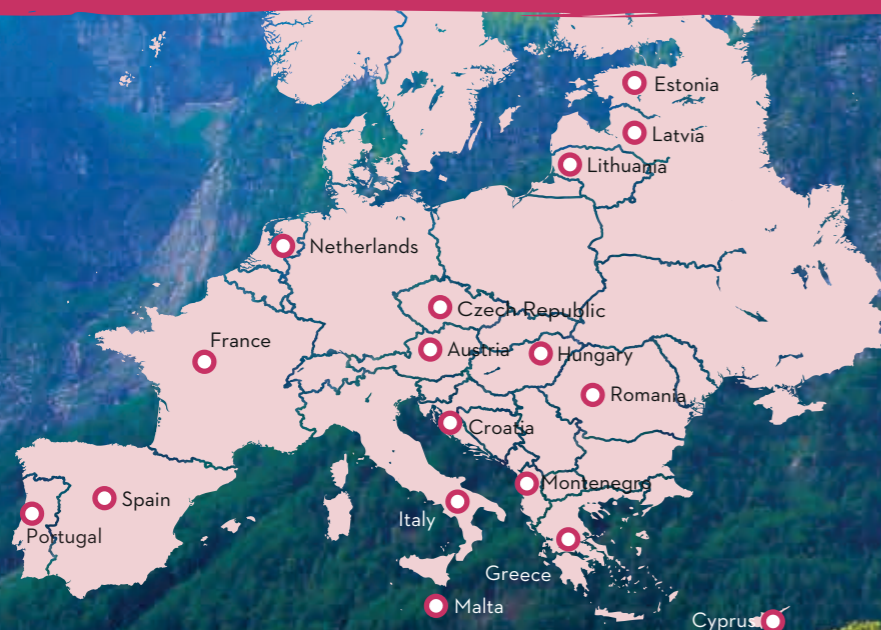 Estonia
Latvia
Lithuania
Netherlands
Czech Republic
France
Austria
Hungary
Romania
Croatia
Montenegro
Spain
Italy
Portugal
Greece
Malta
Cyprus